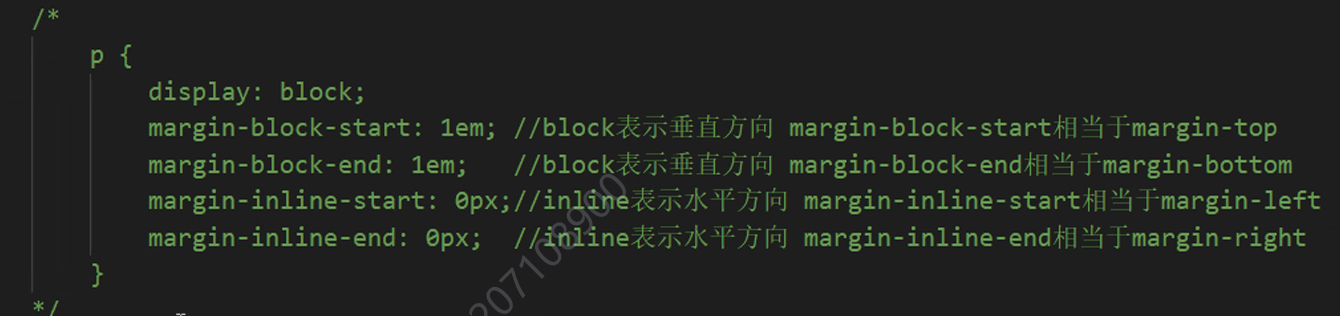 /*
p {
display: block;
margin-block-start: 1em; //block表示垂直方向 margin-block-start相当于margin-top
margin-block-end: 1em; //block表示垂直方向 margin-block-end相当于margin-bottom
margin-inline-start: 0px;//inline表示水平方向 margin-inline-start相当于margin-left
margin-inline-end: 0px; //inline表示水平方向 margin-inline-end相当于margin-right
}
*/
207108900